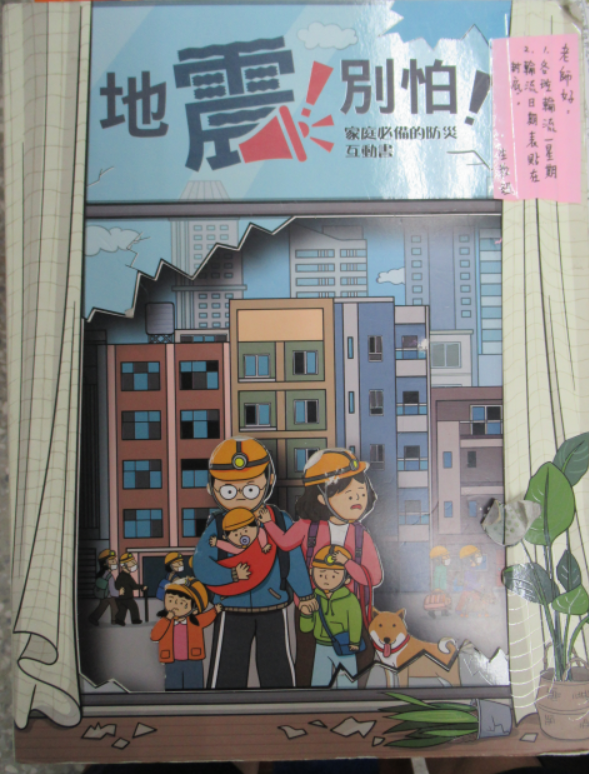 地震別怕!
家庭必備的防災
互動書
老師好,
1. 各班輪流一星期
2. 輪流日期表貼在
封底。